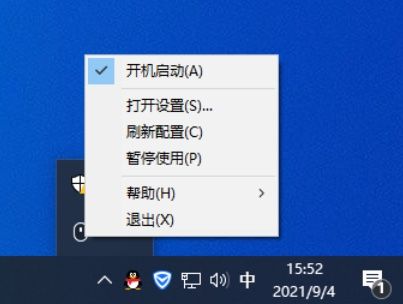 开机启动(A)
打开设置(S)...
刷新配置(C)
暂停使用(P)
帮助(H)
退出(X)
中
15:52
2021/9/4
1